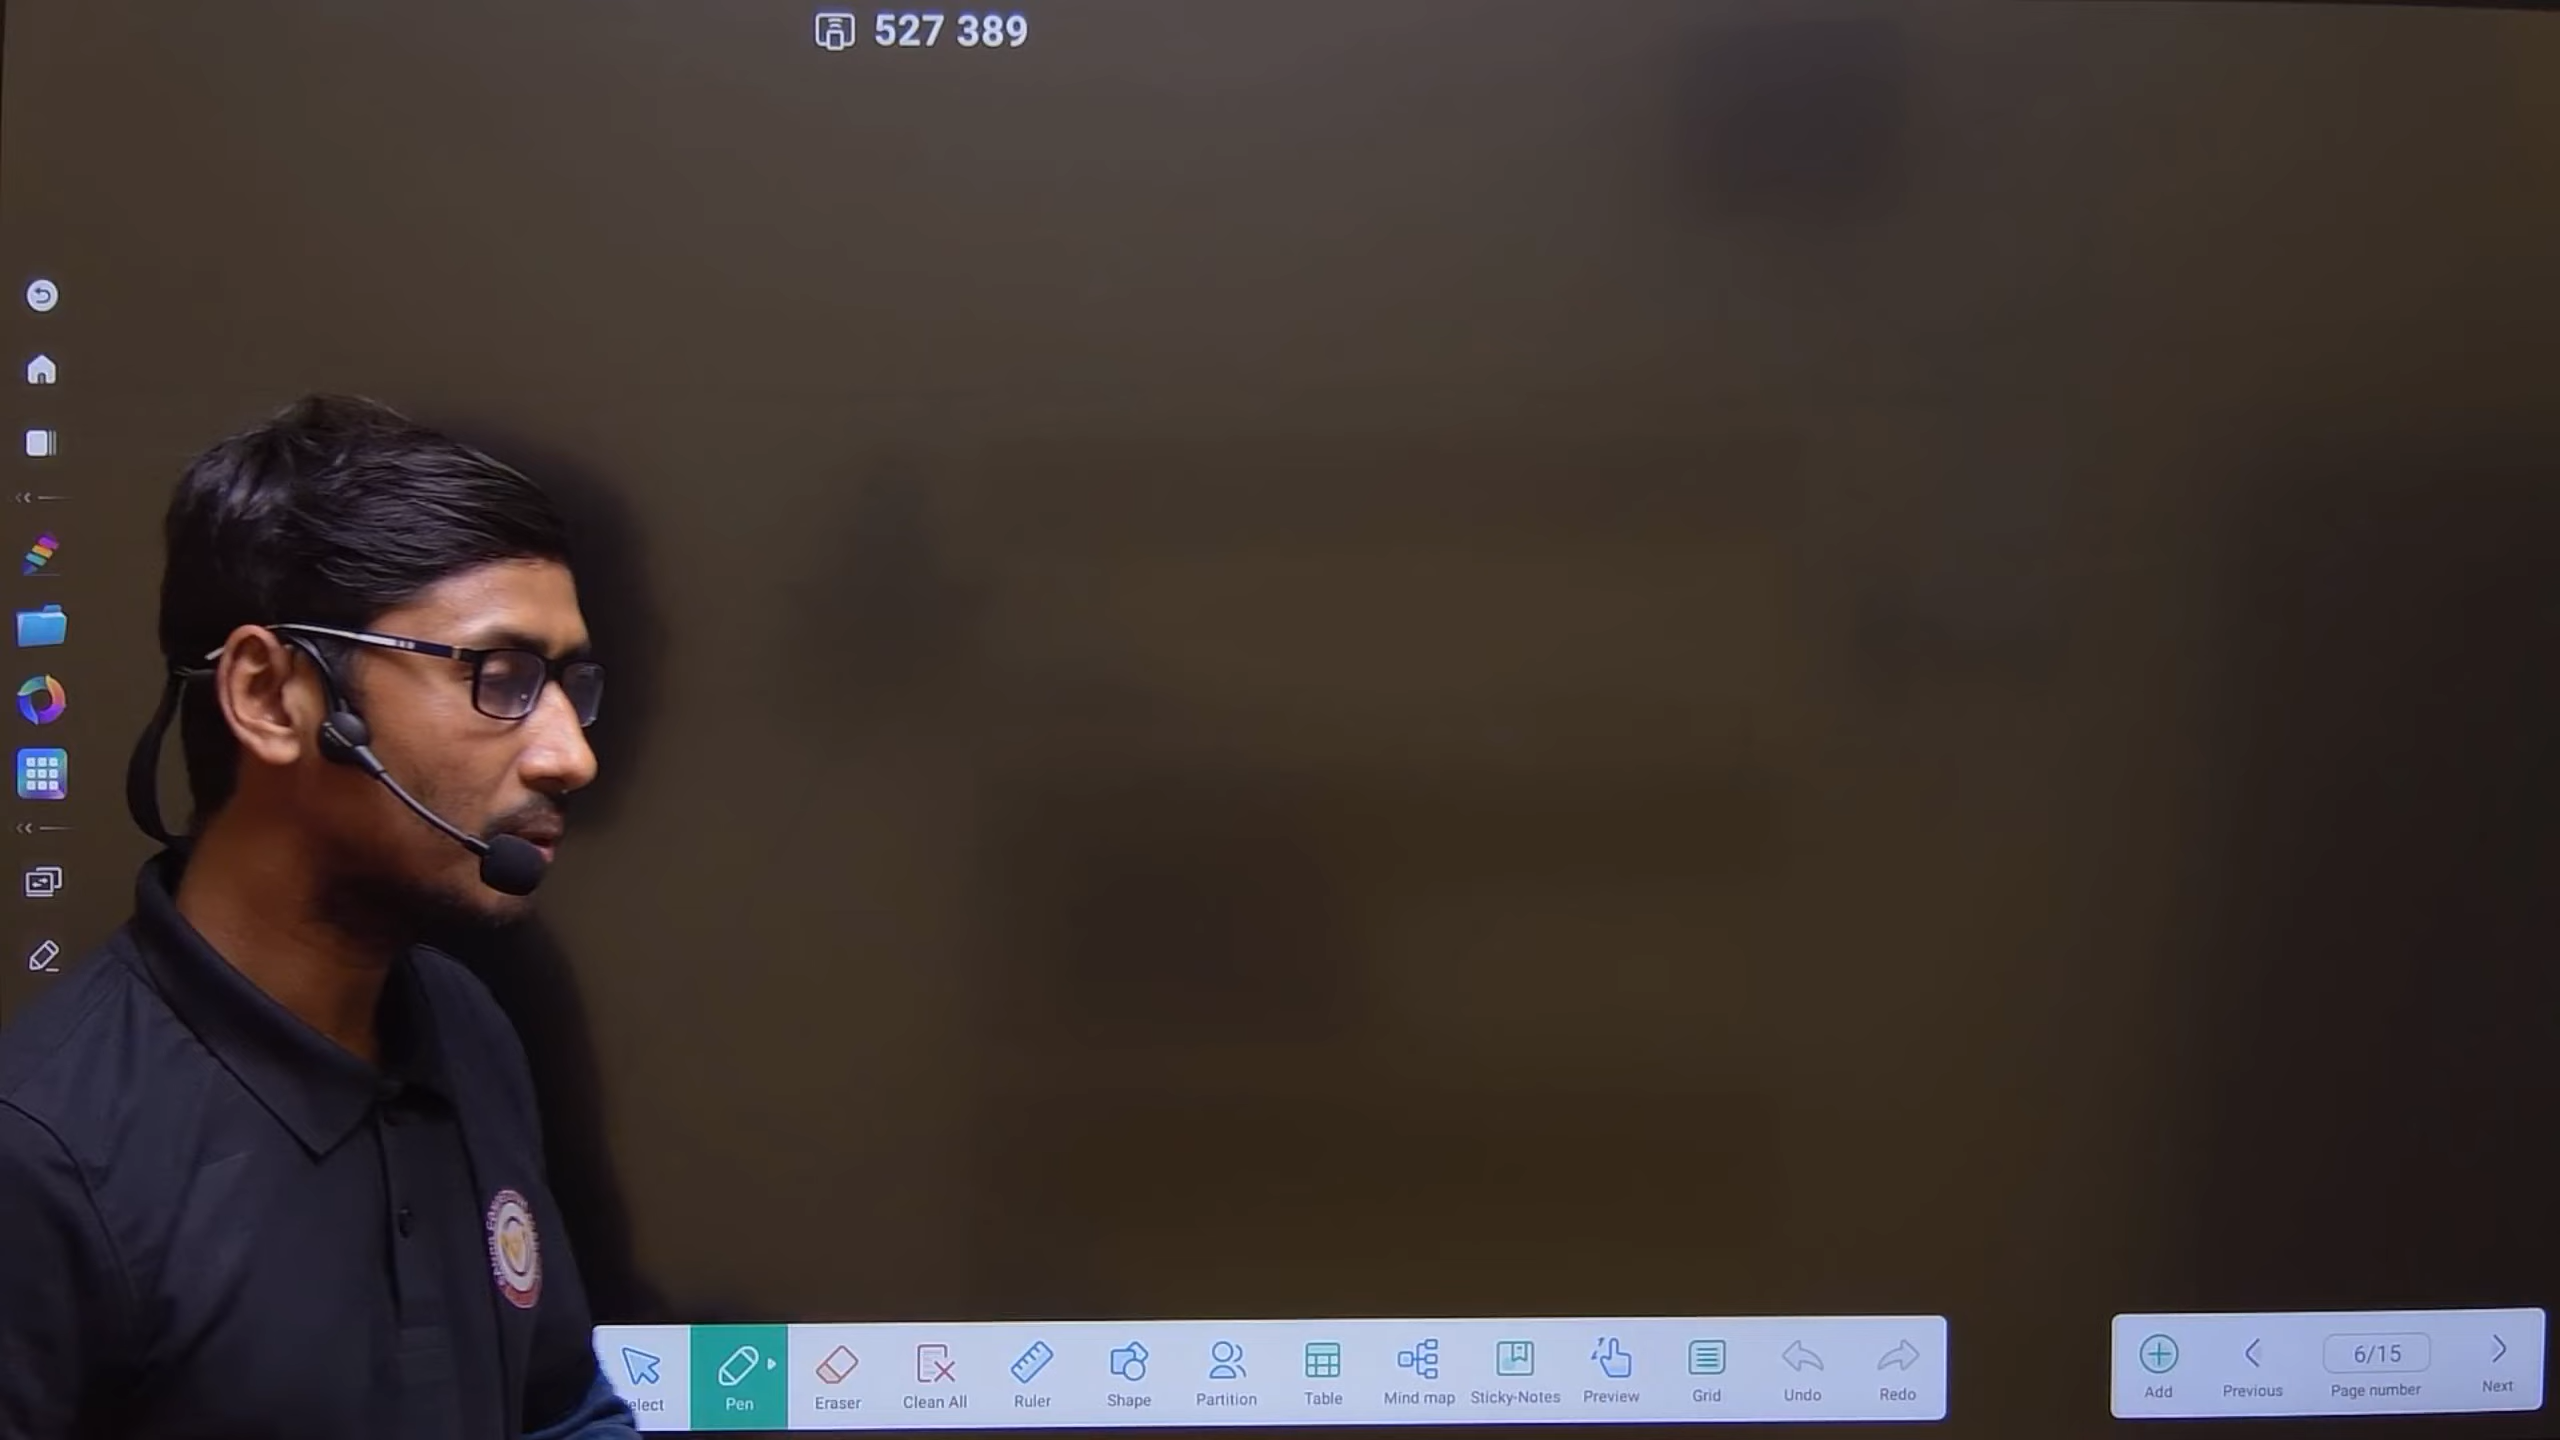 527 389
elect
Pen
Eraser
Clean All
Ruler
Shape
Partition
Table
Mind map
Sticky-Notes
Preview
Grid
Undo
Redo
Add
Previous
6/15
Page number
Next